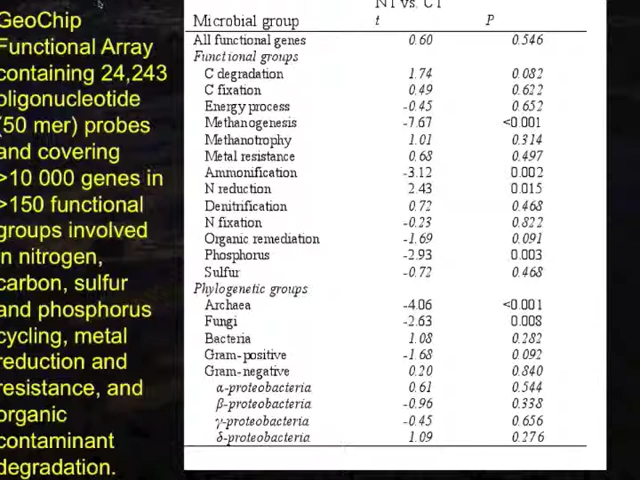 GeoChip
Functional Array
containing 24,243
oligonucleotide
(50 mer) probes
and covering
>10 000 genes in
>150 functional
groups involved
in nitrogen,
carbon, sulfur
and phosphorus
cycling, metal
reduction and
resistance, and
organic
contaminant
degradation.
NT vs. CT
Microbial group t P
All functional genes 0.60 0.546
Functional groups
C degradation 1.74 0.082
C fixation 0.49 0.622
Energy process -0.45 0.652
Methanogenesis -7.67 <0.001
Methanotrophy 1.01 0.314
Metal resistance 0.68 0.497
Ammonification -3.12 0.002
N reduction 2.43 0.015
Denitrification 0.72 0.468
N fixation -0.23 0.822
Organic remediation -1.69 0.091
Phosphorus -2.93 0.003
Sulfur -0.72 0.468
Phylogenetic groups
Archaea -4.06 <0.001
Fungi -2.63 0.008
Bacteria 1.08 0.282
Gram-positive -1.68 0.092
Gram-negative 0.20 0.840
α-proteobacteria 0.61 0.544
β-proteobacteria -0.96 0.338
γ-proteobacteria -0.45 0.656
δ-proteobacteria 1.09 0.276